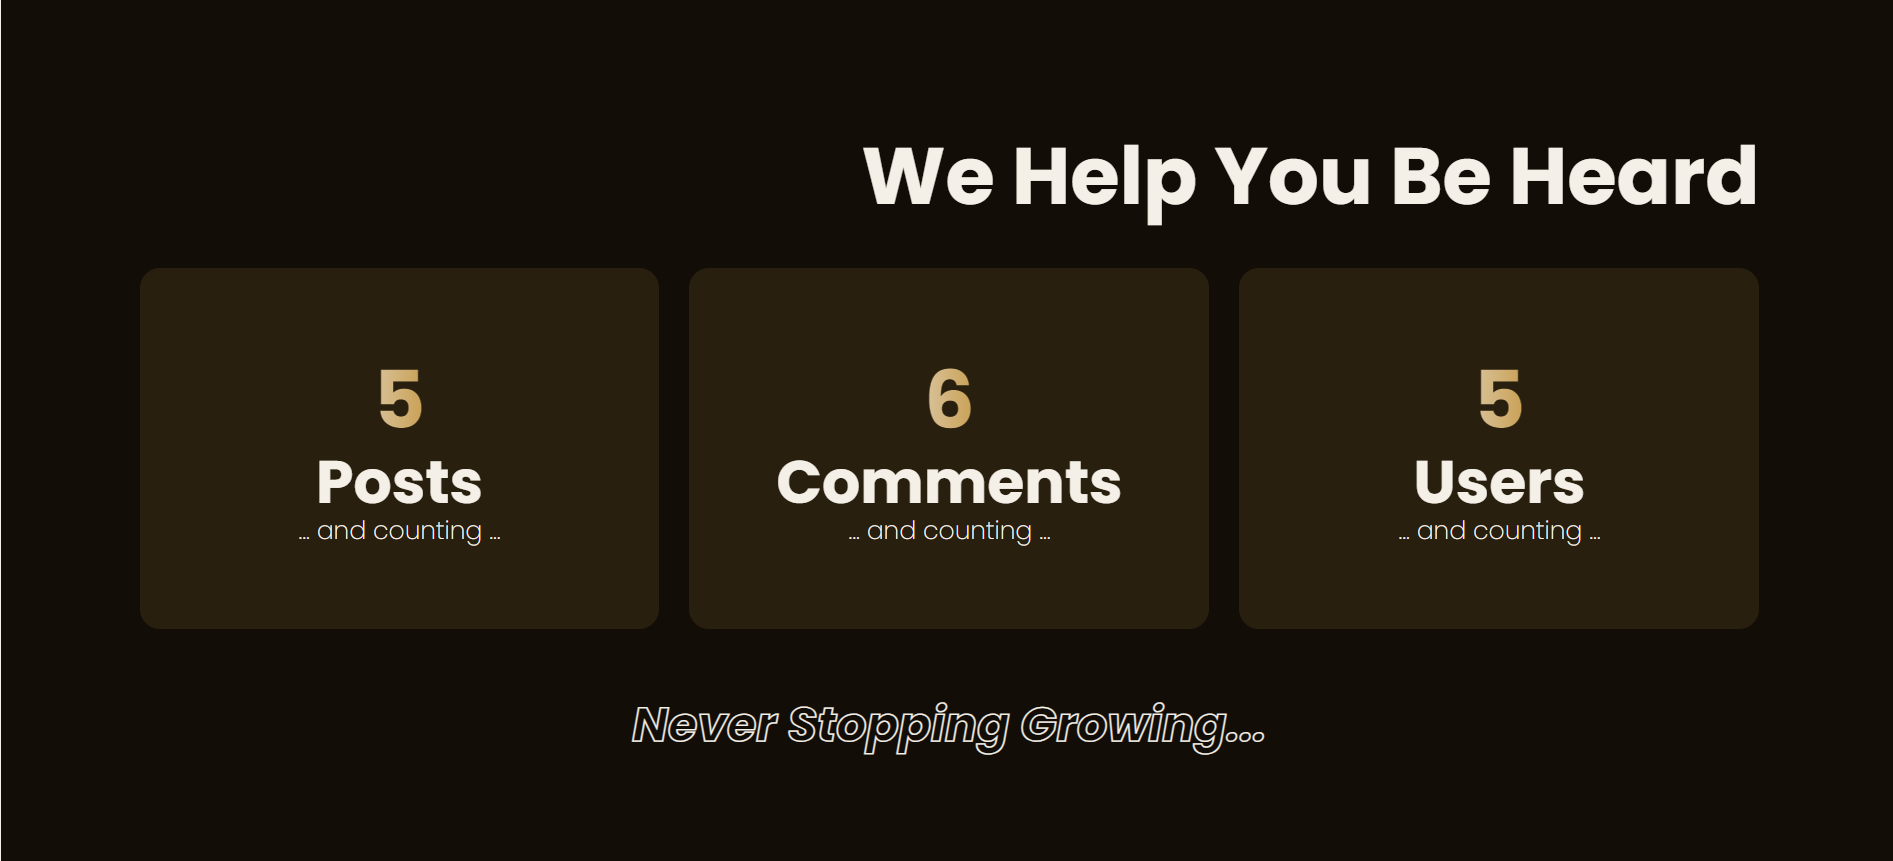 We Help You Be Heard
5
Posts
... and counting ...
6
Comments
... and counting ...
5
Users
... and counting ...
Never Stopping Growing...